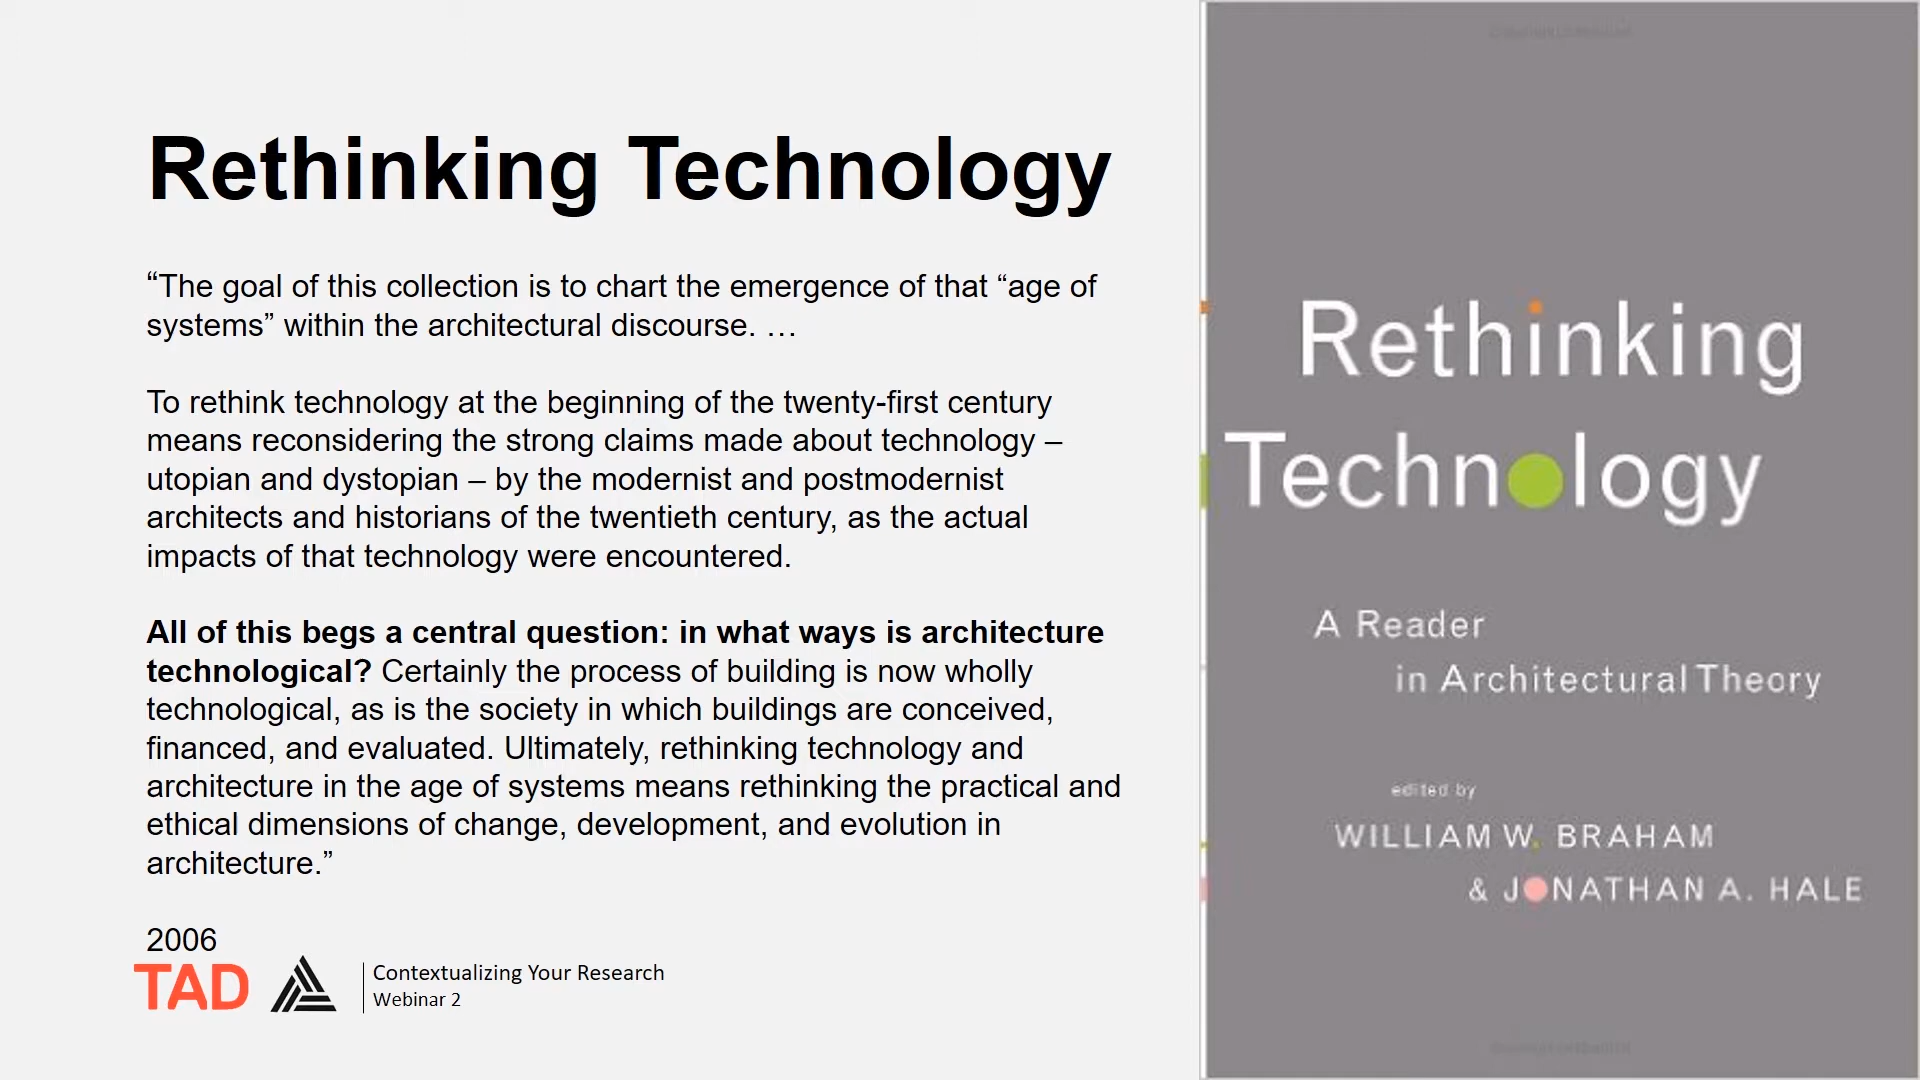 Rethinking Technology
“The goal of this collection is to chart the emergence of that “age of
systems” within the architectural discourse. …
To rethink technology at the beginning of the twenty-first century
means reconsidering the strong claims made about technology –
utopian and dystopian – by the modernist and postmodernist
architects and historians of the twentieth century, as the actual
impacts of that technology were encountered.
All of this begs a central question: in what ways is architecture
technological? Certainly the process of building is now wholly
technological, as is the society in which buildings are conceived,
financed, and evaluated. Ultimately, rethinking technology and
architecture in the age of systems means rethinking the practical and
ethical dimensions of change, development, and evolution in
architecture.”
2006
TAD
Contextualizing Your Research
Webinar 2
Rethinking
Technology
A Reader
in Architectural Theory
edited by
WILLIAM W. BRAHAM
& JONATHAN A. HALE